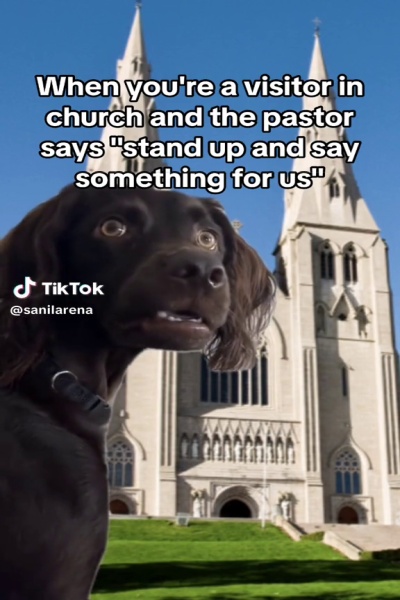 When you're a visitor in
church and the pastor
says "stand up and say
something for us"
TikTok
@sanilarena